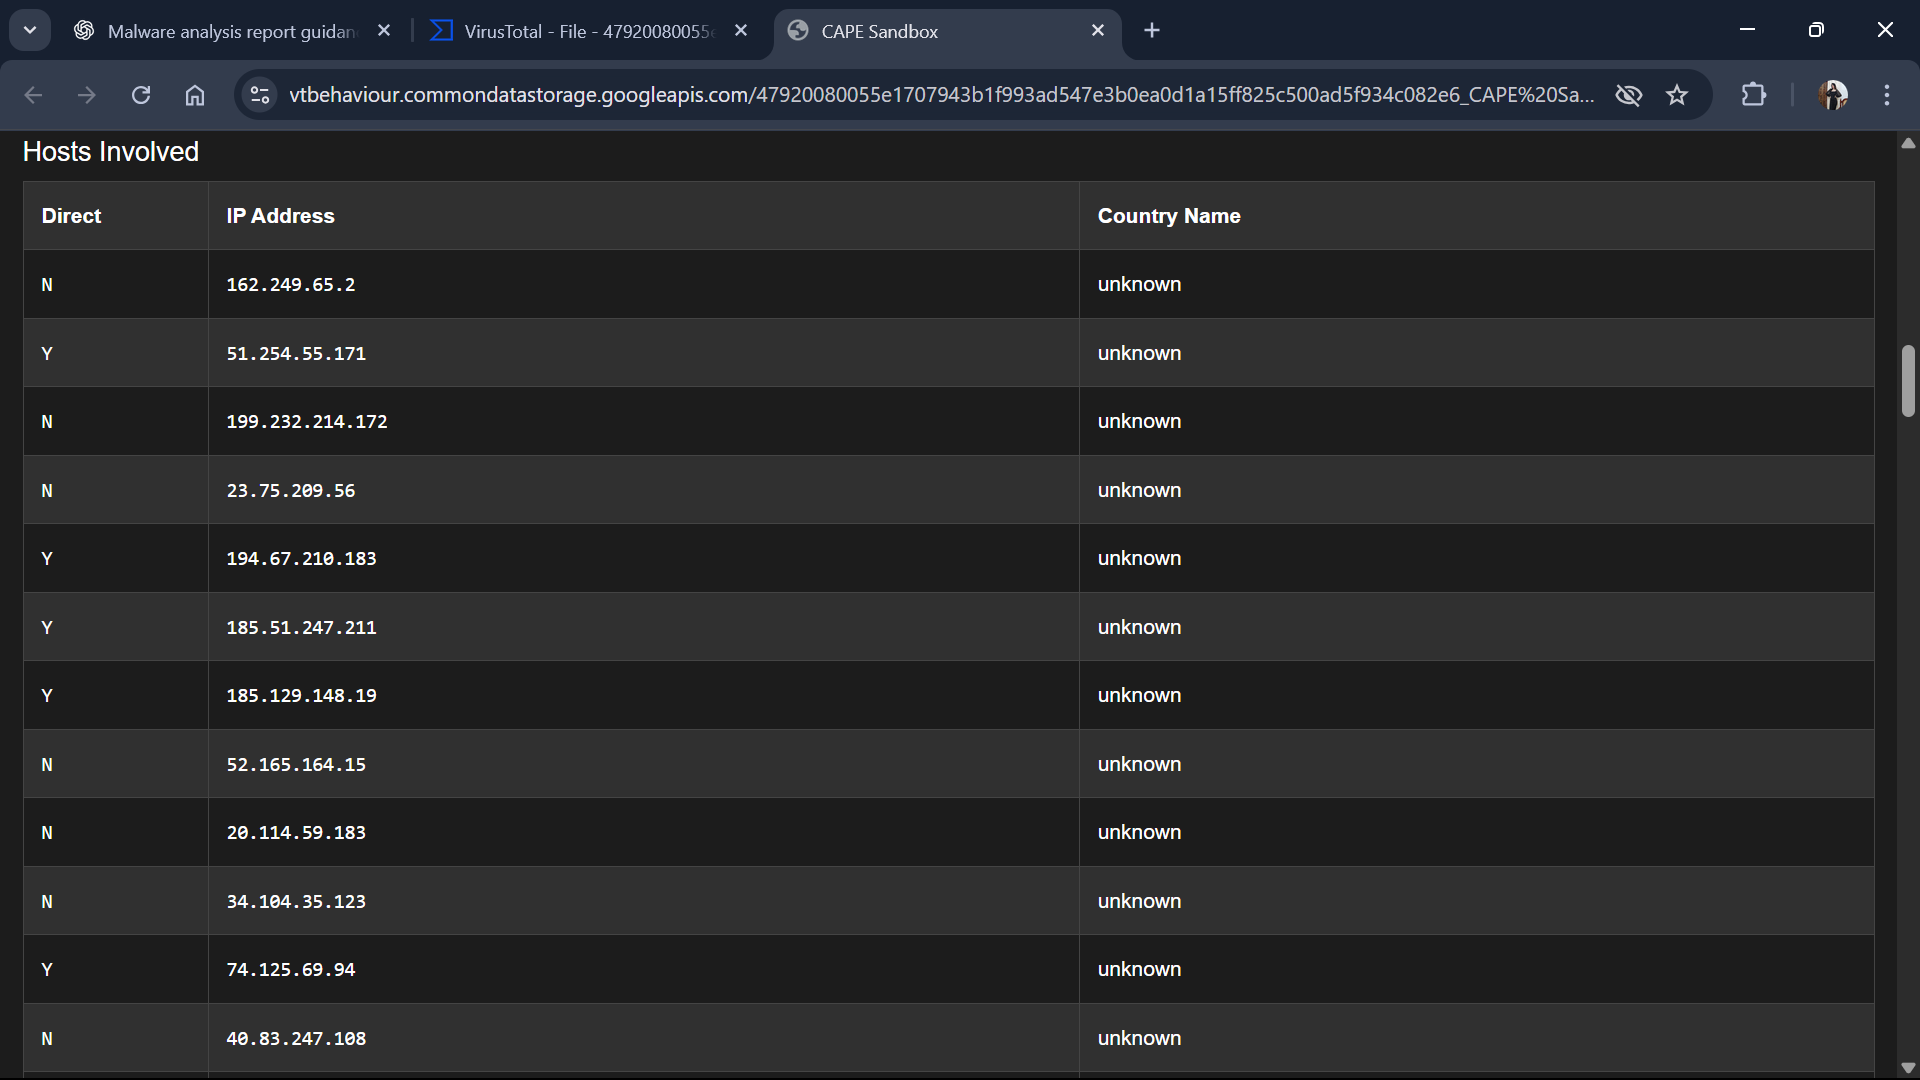 Malware analysis report guidan
VirusTotal - File - 47920080055e
CAPE Sandbox
vtbehaviour.commondatastorage.googleapis.com/47920080055e1707943b1f993ad547e3b0ea0d1a15ff825c500ad5f934c082e6_CAPE%20Sa...
Hosts Involved
Direct IP Address Country Name
N 162.249.65.2 unknown
Y 51.254.55.171 unknown
N 199.232.214.172 unknown
N 23.75.209.56 unknown
Y 194.67.210.183 unknown
Y 185.51.247.211 unknown
Y 185.129.148.19 unknown
N 52.165.164.15 unknown
N 20.114.59.183 unknown
N 34.104.35.123 unknown
Y 74.125.69.94 unknown
N 40.83.247.108 unknown